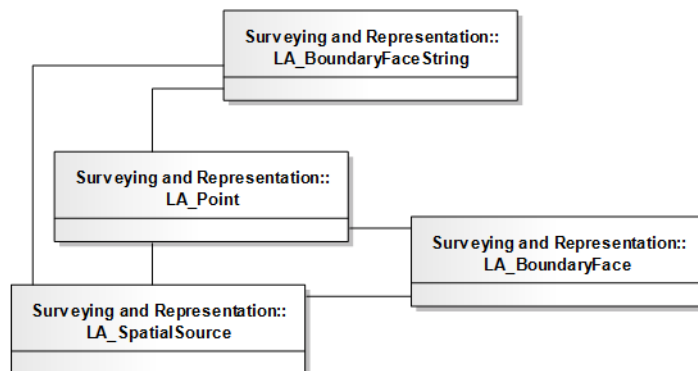 Surveying and Representation::
LA_BoundaryFaceString
Surveying and Representation::
LA_Point
Surveying and Representation::
LA_BoundaryFace
Surveying and Representation::
LA_SpatialSource